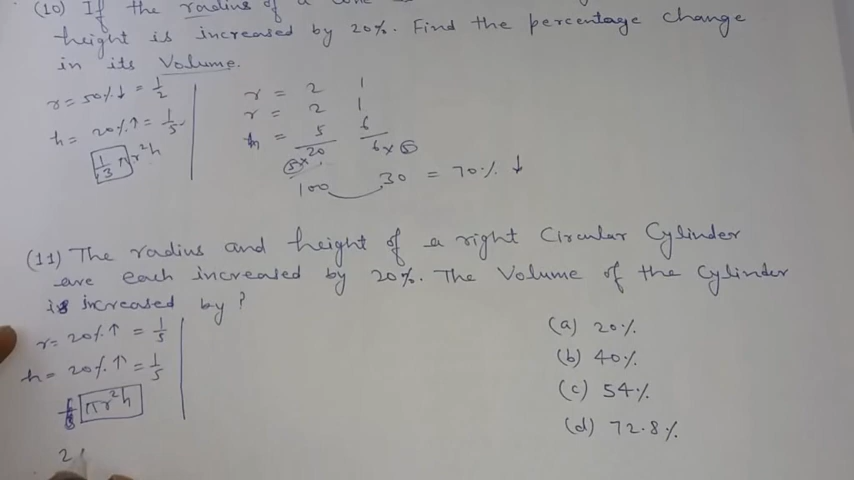 (10) If the radius of a cone
height is increased by 20%. Find the percentage change
in its Volume.
r = 50%↓ = 1/2
h = 20%↑ = 1/5
1/3 πr²h
r = 2 1
r = 2 1
h = 5 6
5× 20 6×5
100 30 = 70% ↓
(11) The radius and height of a right Circular Cylinder
are each increased by 20%. The Volume of the Cylinder
is increased by?
r = 20%↑ = 1/5
h = 20%↑ = 1/5
πr²h
2
(a) 20%
(b) 40%
(c) 54%
(d) 72.8%